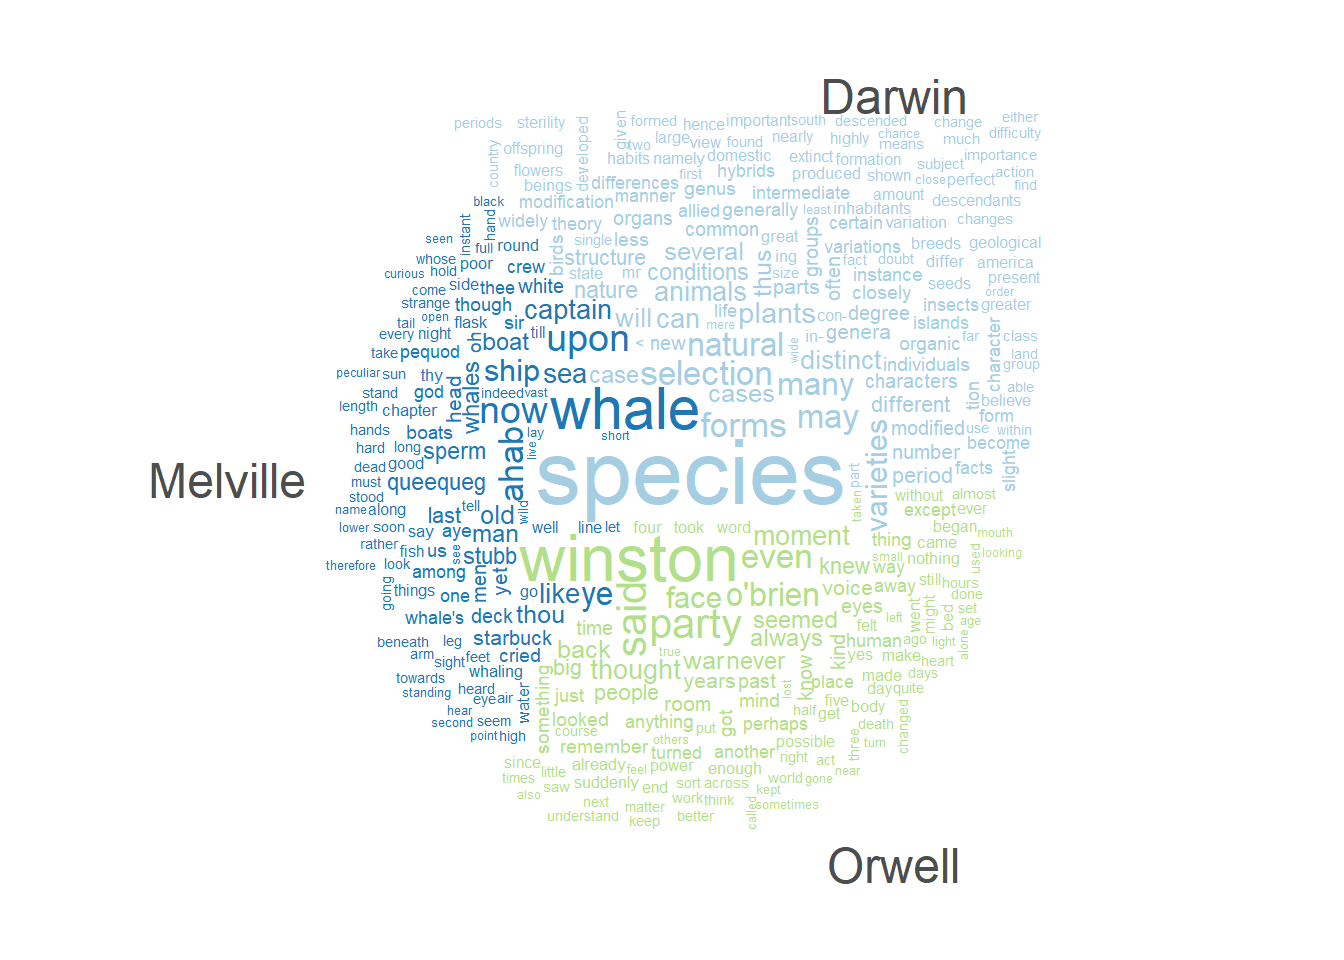 Darwin
periods sterility given formed hence important south descended change either
country offspring developed two large view found nearly highly chance means much difficulty
flowers habits namely domestic extinct formation subject importance
beings differences first hybrids produced shown close perfect action find
black modification manner genus intermediate amount descendants
instant hand widely theory organs allied generally least inhabitants
seen full round birds single less common great groups certain variation changes
whose poor crew structure several thus ing variations breeds geological
curious hold state mr conditions size fact doubt differ america
come side thee white nature animals parts often instance seeds present
strange though captain will can life plants con- closely insects order greater
tail open flask sir till upon mere degree islands
every night oh boat < new natural wide in- genera organic far class
take pequod whales ship sea case selection distinct individuals character land group
peculiar sun thy head indeed vast many characters tion able
stand god now whale cases different believe
length chapter forms may form
hands boats ahab lay short varieties modified use within
hard long sperm live number become
dead good species part period facts slight
Melville
must queequeg without almost
stood tell wild taken except ever
name along last old well line let four took word began mouth
lower soon say aye man moment thing came
rather fish us see stubb winston even small nothing used looking
therefore look among knew way
going things one men yet go like ye said face o'brien voice away still hours
whale's deck thou party seemed eyes went might bed done set
starbuck time felt left age
beneath leg back always human ago light alone
arm sight feet cried true war never know kind yes make heart
towards whaling big thought years past lost place made days
standing heard something just people mind day quite
eye air water room half five body
hear looked anything put got perhaps get death changed
second seem course
point high remember others turned another possible three turn
since already feel power enough right act near
times little suddenly end sort across world gone
saw kept
also next work think called sometimes
understand matter
keep better
Orwell